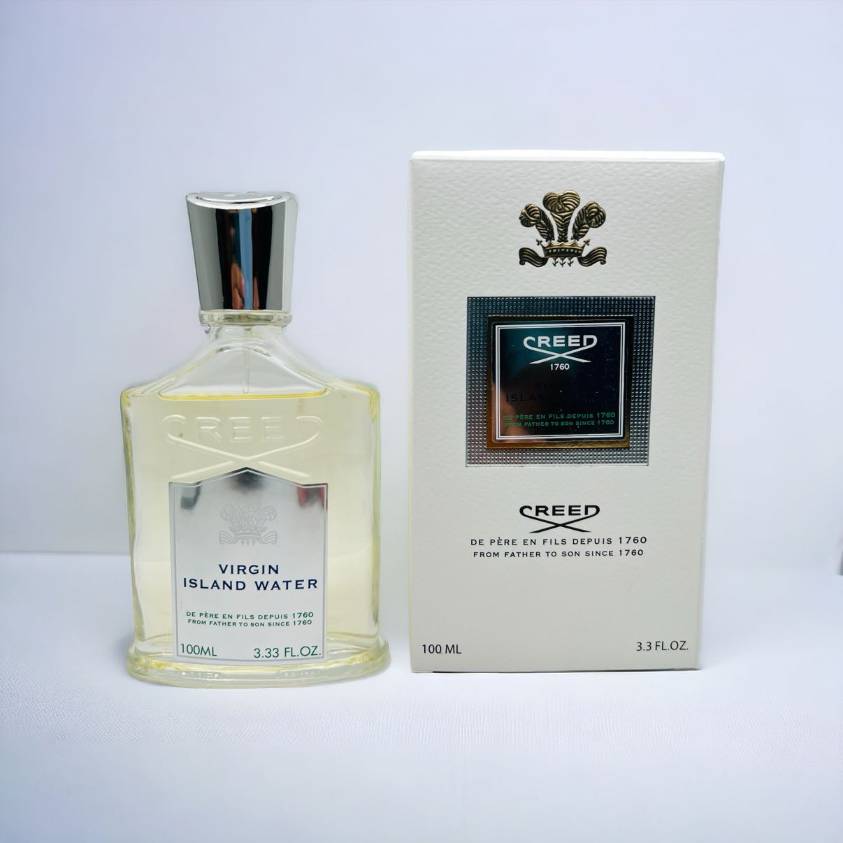 CREED
VIRGIN
ISLAND WATER
DE PÈRE EN FILS DEPUIS 1760
FROM FATHER TO SON SINCE 1760
100ML 3.33 FL.OZ.
CREED
1760
DE PÈRE EN FILS DEPUIS 1760
FROM FATHER TO SON SINCE 1760
CREED
DE PÈRE EN FILS DEPUIS 1760
FROM FATHER TO SON SINCE 1760
100 ML 3.3 FL.OZ.